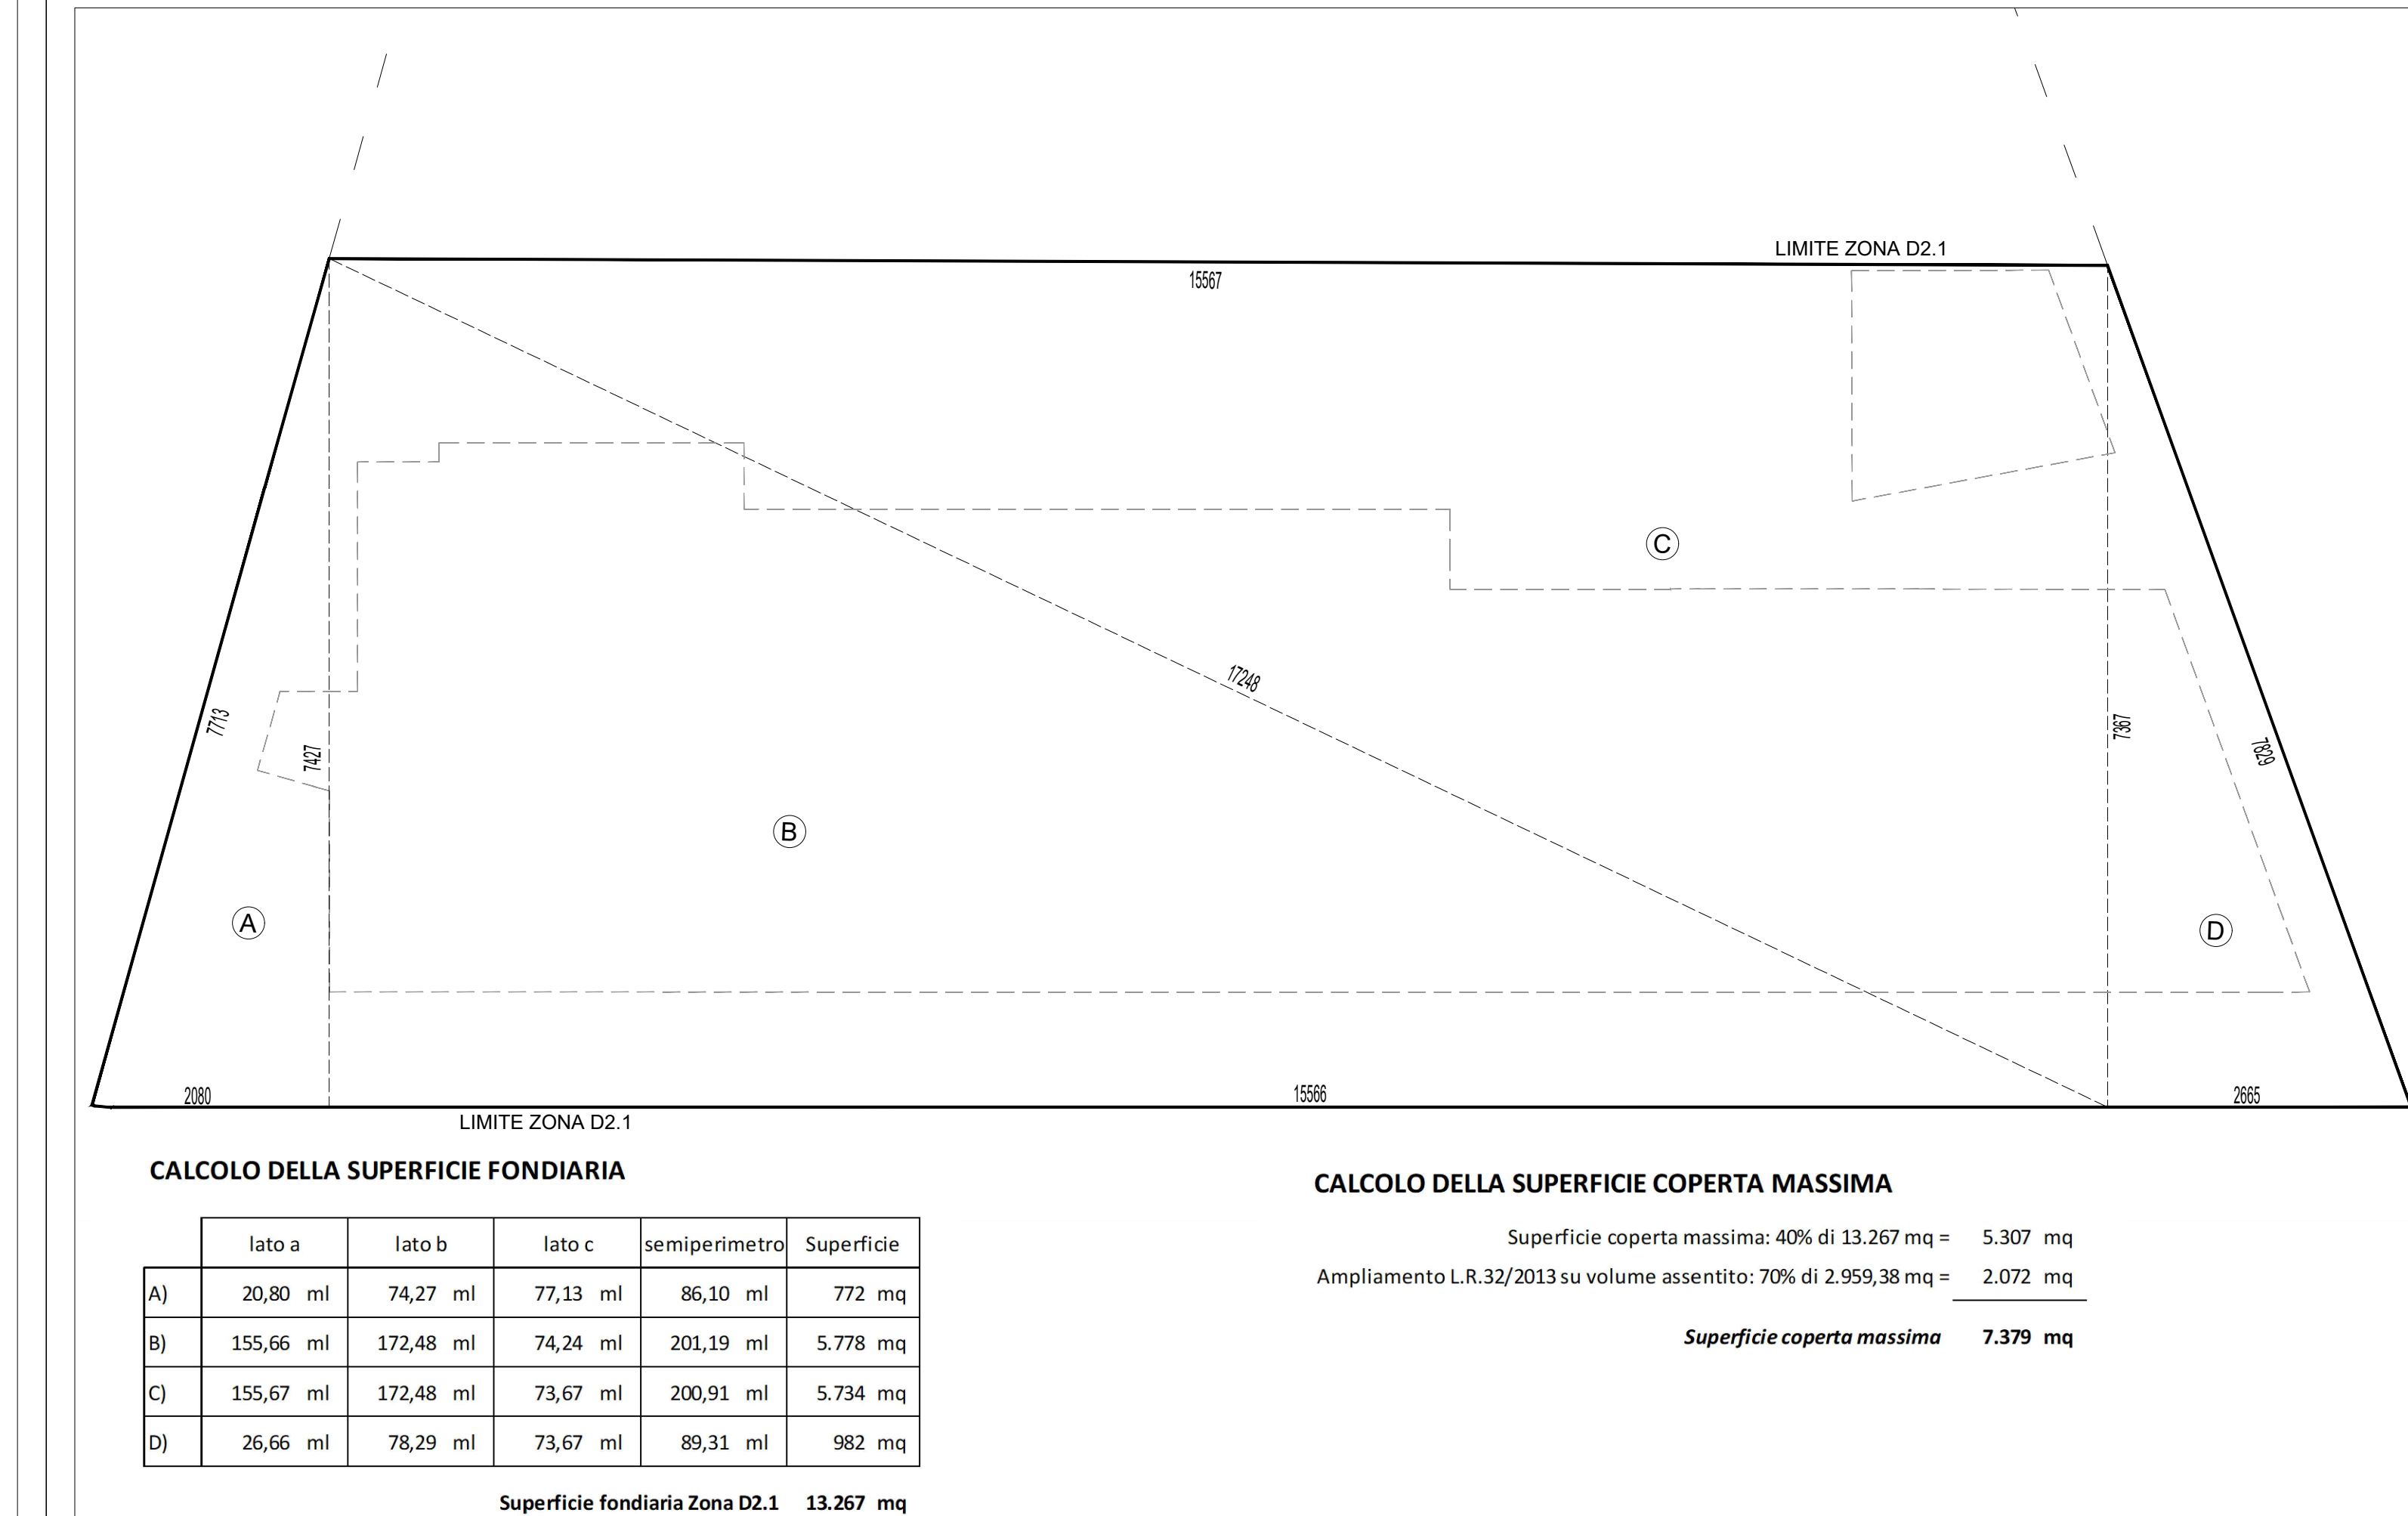 LIMITE ZONA D2.1
15567
C
17248
7713
7427
7367
7829
B
A
D
2080
15566
2665
LIMITE ZONA D2.1
CALCOLO DELLA SUPERFICIE FONDIARIA
lato a lato b lato c semiperimetro Superficie
A) 20,80 ml 74,27 ml 77,13 ml 86,10 ml 772 mq
B) 155,66 ml 172,48 ml 74,24 ml 201,19 ml 5.778 mq
C) 155,67 ml 172,48 ml 73,67 ml 200,91 ml 5.734 mq
D) 26,66 ml 78,29 ml 73,67 ml 89,31 ml 982 mq
Superficie fondiaria Zona D2.1 13.267 mq
CALCOLO DELLA SUPERFICIE COPERTA MASSIMA
Superficie coperta massima: 40% di 13.267 mq = 5.307 mq
Ampliamento L.R.32/2013 su volume assentito: 70% di 2.959,38 mq = 2.072 mq
Superficie coperta massima 7.379 mq